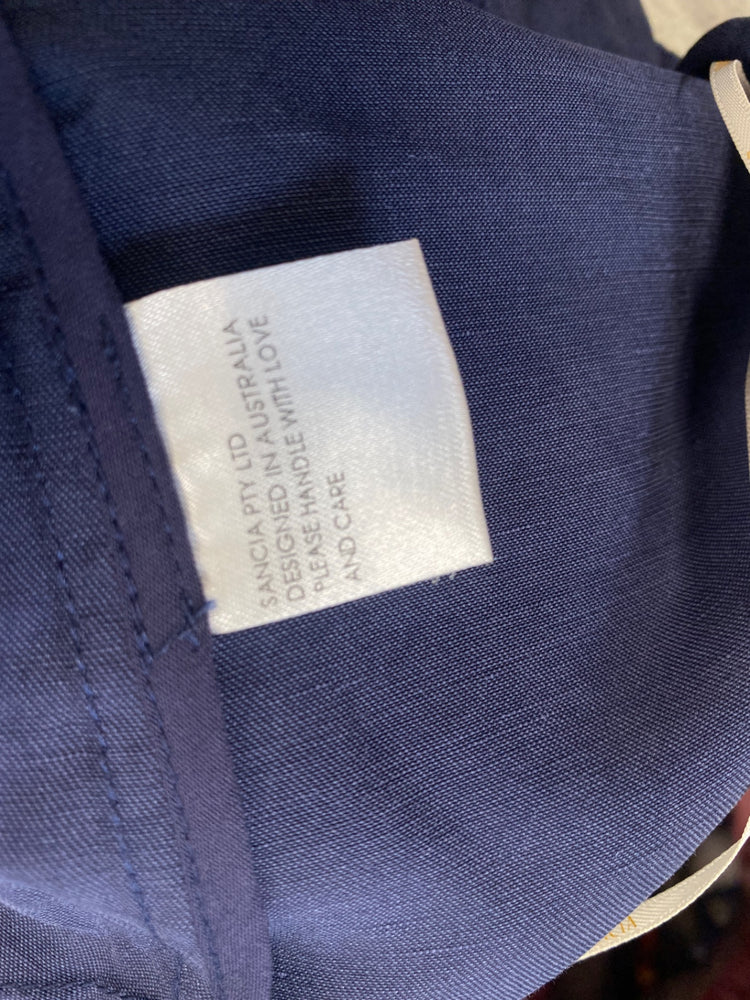 SANCIA PTY LTD
DESIGNED IN AUSTRALIA
PLEASE HANDLE WITH LOVE
AND CARE